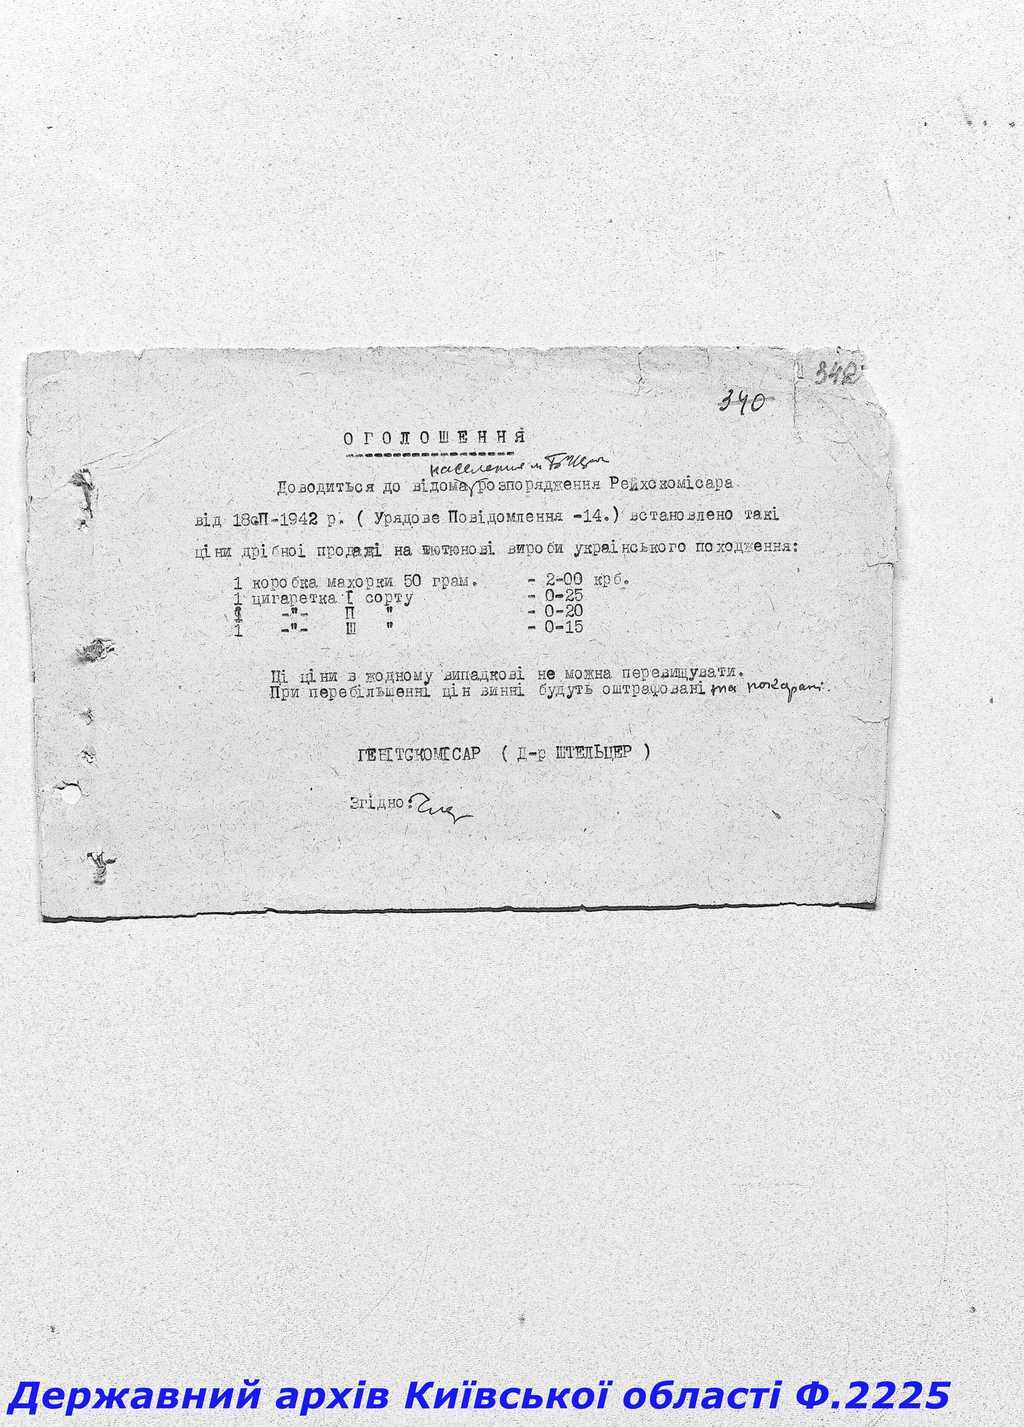 342
340
ОГОЛОШЕННЯ
населення м
Доводиться до відома розпорядження Рейхскомісара
від 18оП-1942 р. ( Урядове Повідомлення -14.) встановлено такі
ціни дрібної продажі на тютюнові вироби українського походження:
1 коробка махорки 50 грам. - 2-00 крб.
1 цигаретка I сорту - 0-25
1 -"- П " - 0-20
1 -"- Ш " - 0-15
Ці ціни в жодному випадкові не можна перевищувати.
При перебільшенні цін винні будуть оштрафовані та покарані.
ГЕБІТСКОМІСАР ( Д-р ШТЕЛЬЦЕР )
Згідно:
Державний архів Київської області Ф.2225